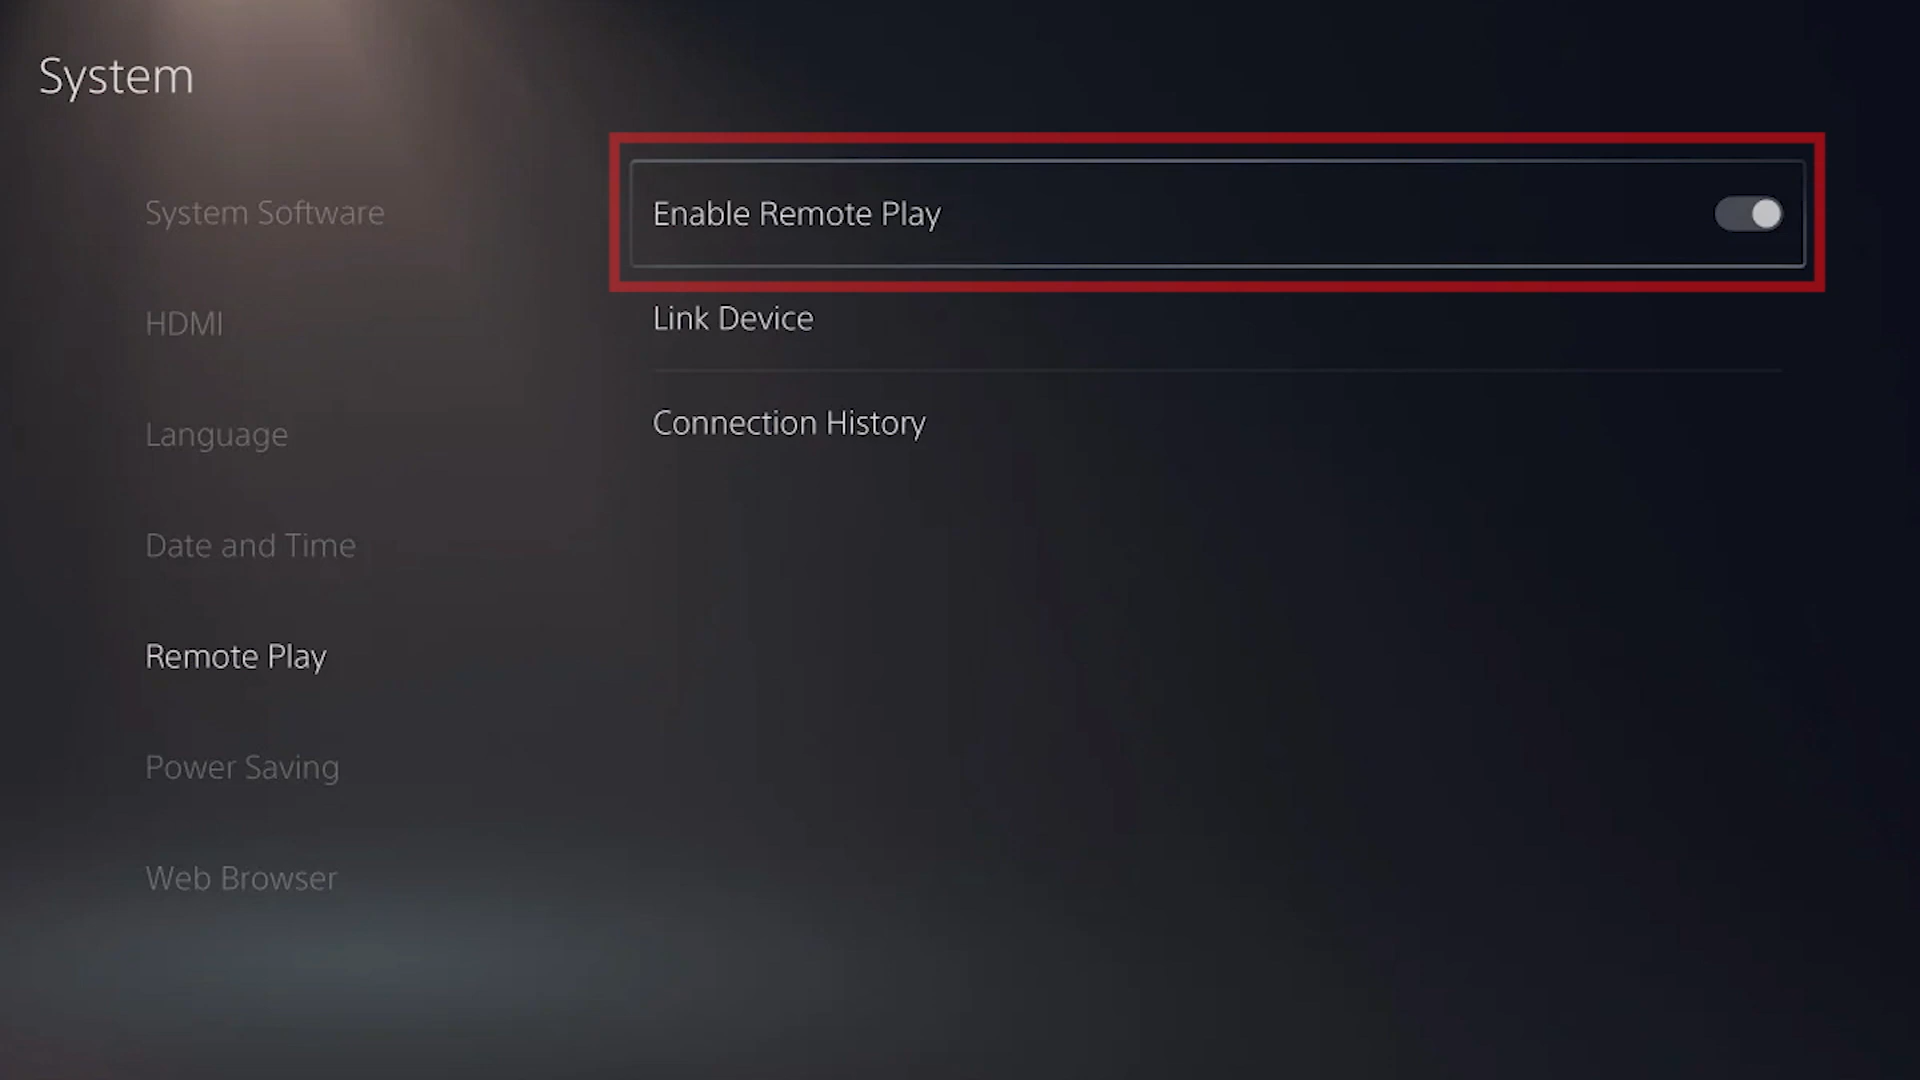 System
System Software
HDMI
Language
Date and Time
Remote Play
Power Saving
Web Browser
Enable Remote Play
Link Device
Connection History